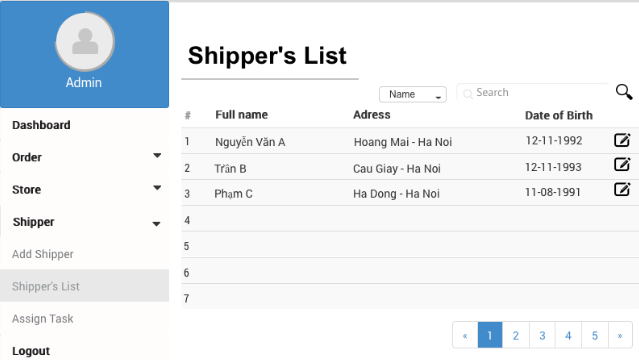 Admin
Dashboard
Order
Store
Shipper
Add Shipper
Shipper's List
Assign Task
Logout
Shipper's List
Name Search
# Full name Adress Date of Birth
1 Nguyễn Văn A Hoang Mai - Ha Noi 12-11-1992
2 Trần B Cau Giay - Ha Noi 12-11-1993
3 Phạm C Ha Dong - Ha Noi 11-08-1991
4
5
6
7
« 1 2 3 4 5 »